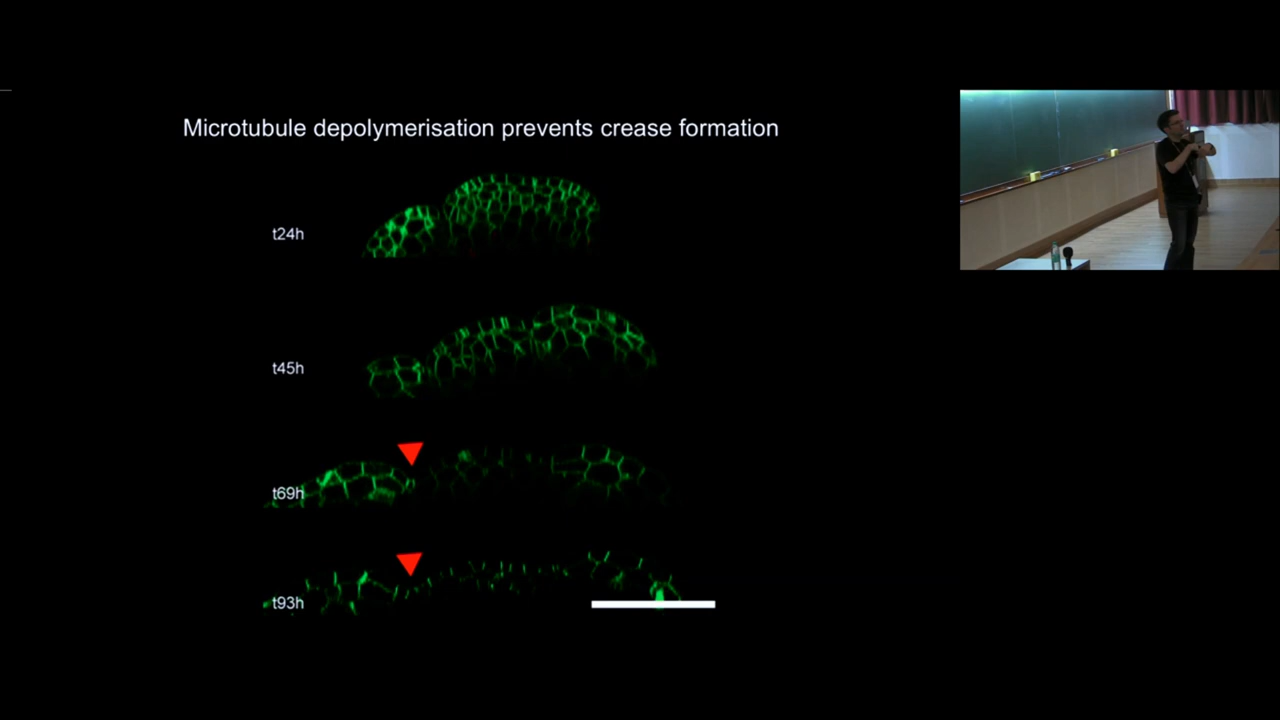 Microtubule depolymerisation prevents crease formation
t24h
t45h
t69h
t93h